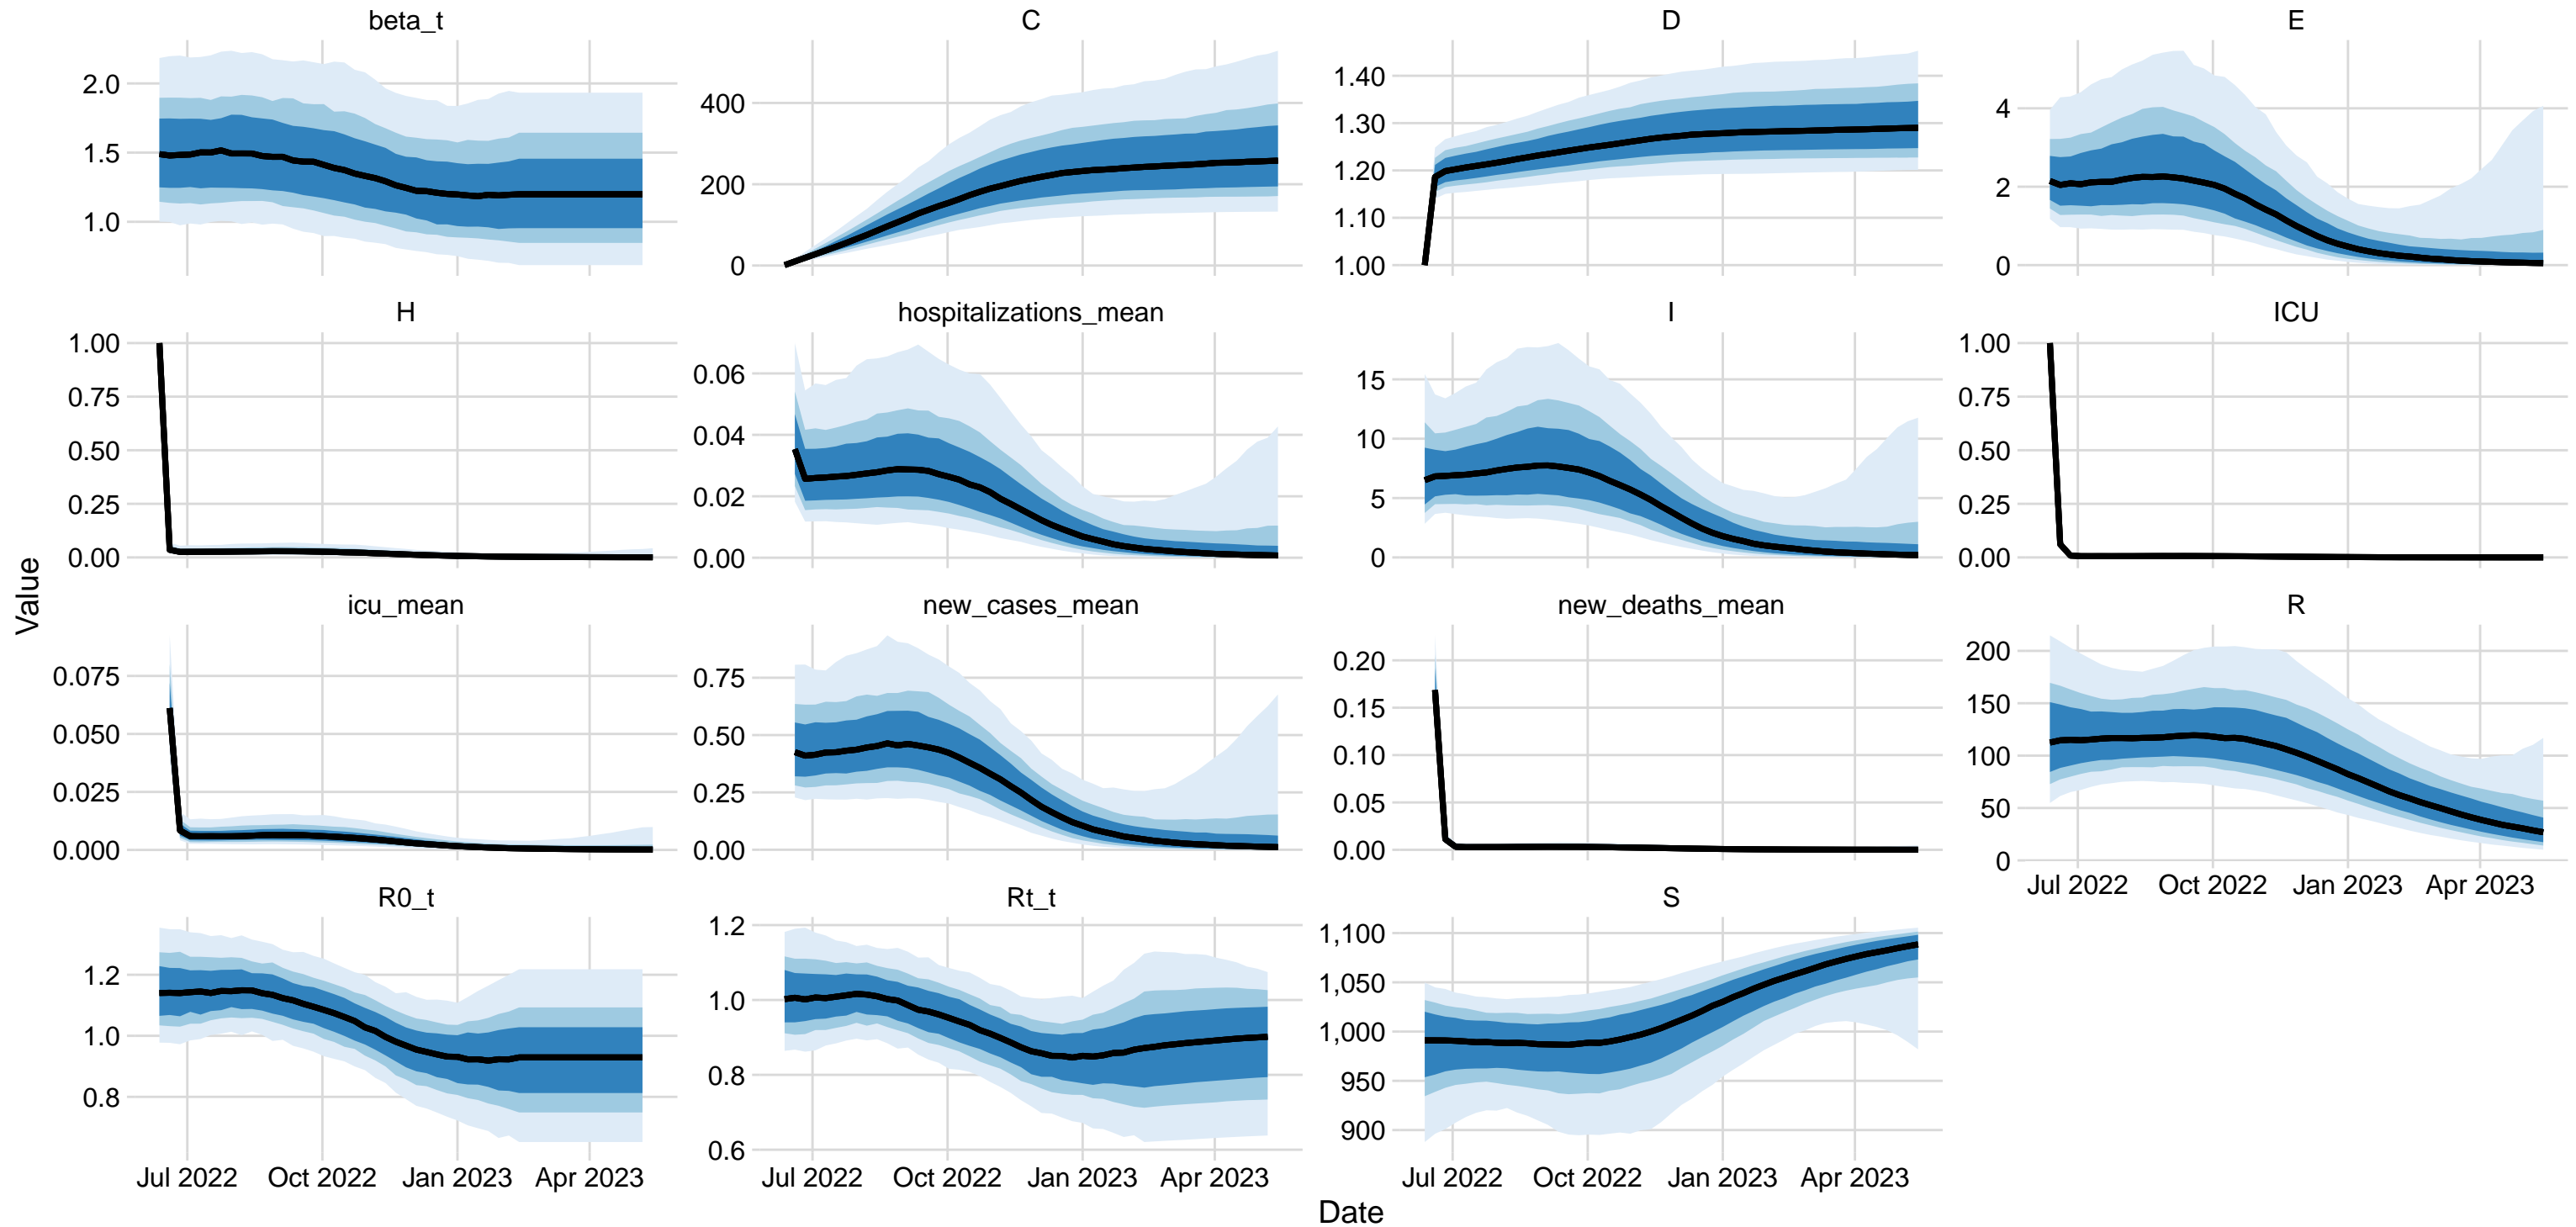 beta_t
C
D
E
2.0
1.5
1.0
400
200
0
1.40
1.30
1.20
1.10
1.00
4
2
0
H
hospitalizations_mean
I
ICU
1.00
0.75
0.50
0.25
0.00
0.06
0.04
0.02
0.00
15
10
5
0
1.00
0.75
0.50
0.25
0.00
Value
icu_mean
new_cases_mean
new_deaths_mean
R
0.075
0.050
0.025
0.000
0.75
0.50
0.25
0.00
0.20
0.15
0.10
0.05
0.00
200
150
100
50
0
Jul 2022 Oct 2022 Jan 2023 Apr 2023
R0_t
Rt_t
S
1.2
1.0
0.8
1.2
1.0
0.8
0.6
1,100
1,050
1,000
950
900
Jul 2022 Oct 2022 Jan 2023 Apr 2023
Jul 2022 Oct 2022 Jan 2023 Apr 2023
Jul 2022 Oct 2022 Jan 2023 Apr 2023
Date